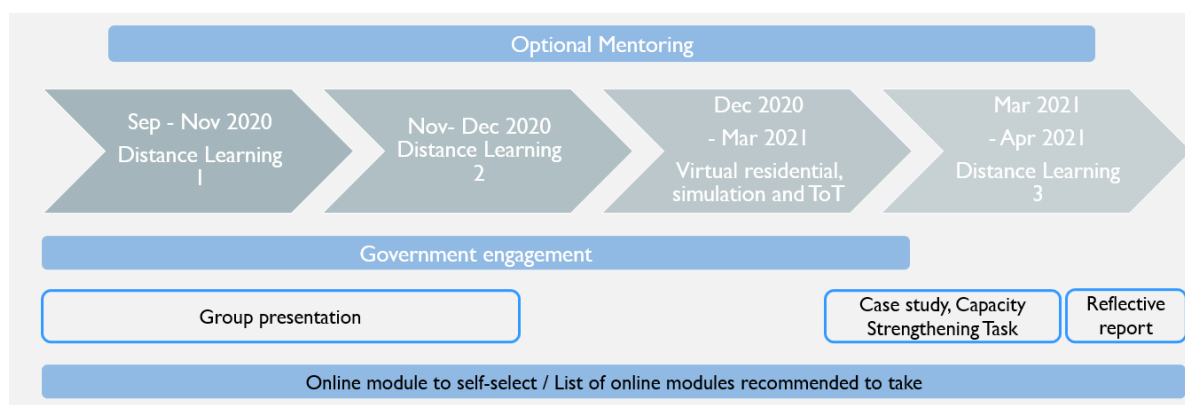 Optional Mentoring
Sep - Nov 2020
Distance Learning
1
Nov- Dec 2020
Distance Learning
2
Dec 2020
- Mar 2021
Virtual residential,
simulation and ToT
Mar 2021
- Apr 2021
Distance Learning
3
Government engagement
Group presentation
Case study, Capacity
Strengthening Task
Reflective
report
Online module to self-select / List of online modules recommended to take